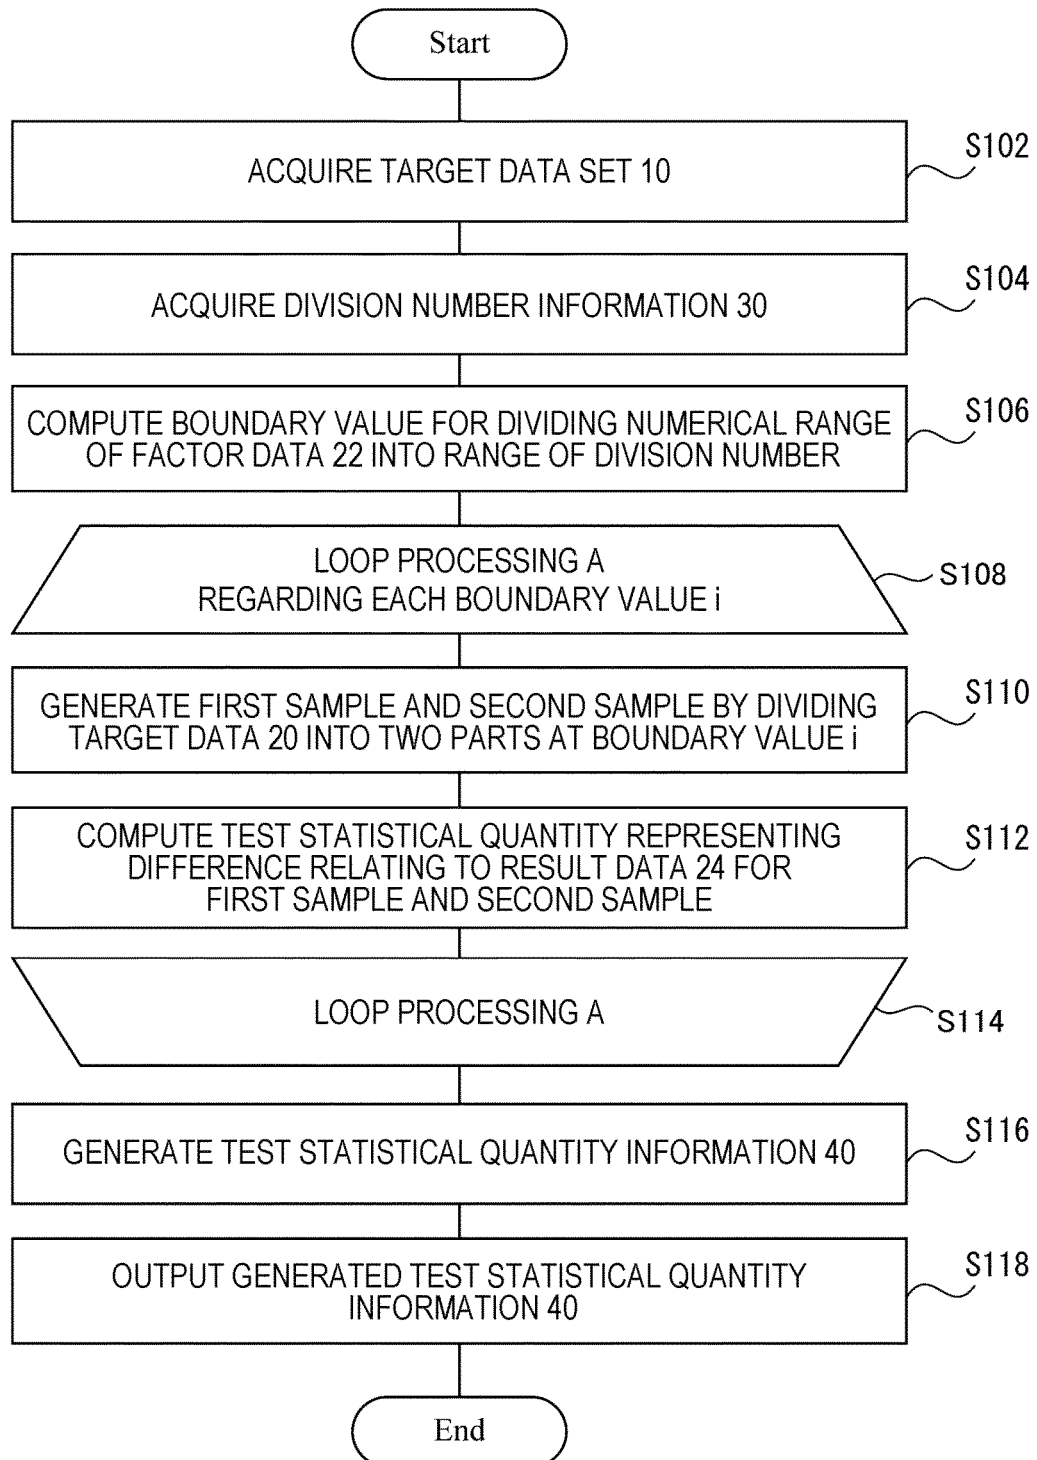 Start
ACQUIRE TARGET DATA SET 10
S102
ACQUIRE DIVISION NUMBER INFORMATION 30
S104
COMPUTE BOUNDARY VALUE FOR DIVIDING NUMERICAL RANGE
OF FACTOR DATA 22 INTO RANGE OF DIVISION NUMBER
S106
LOOP PROCESSING A
REGARDING EACH BOUNDARY VALUE i
S108
GENERATE FIRST SAMPLE AND SECOND SAMPLE BY DIVIDING
TARGET DATA 20 INTO TWO PARTS AT BOUNDARY VALUE i
S110
COMPUTE TEST STATISTICAL QUANTITY REPRESENTING
DIFFERENCE RELATING TO RESULT DATA 24 FOR
FIRST SAMPLE AND SECOND SAMPLE
S112
LOOP PROCESSING A
S114
GENERATE TEST STATISTICAL QUANTITY INFORMATION 40
S116
OUTPUT GENERATED TEST STATISTICAL QUANTITY
INFORMATION 40
S118
End